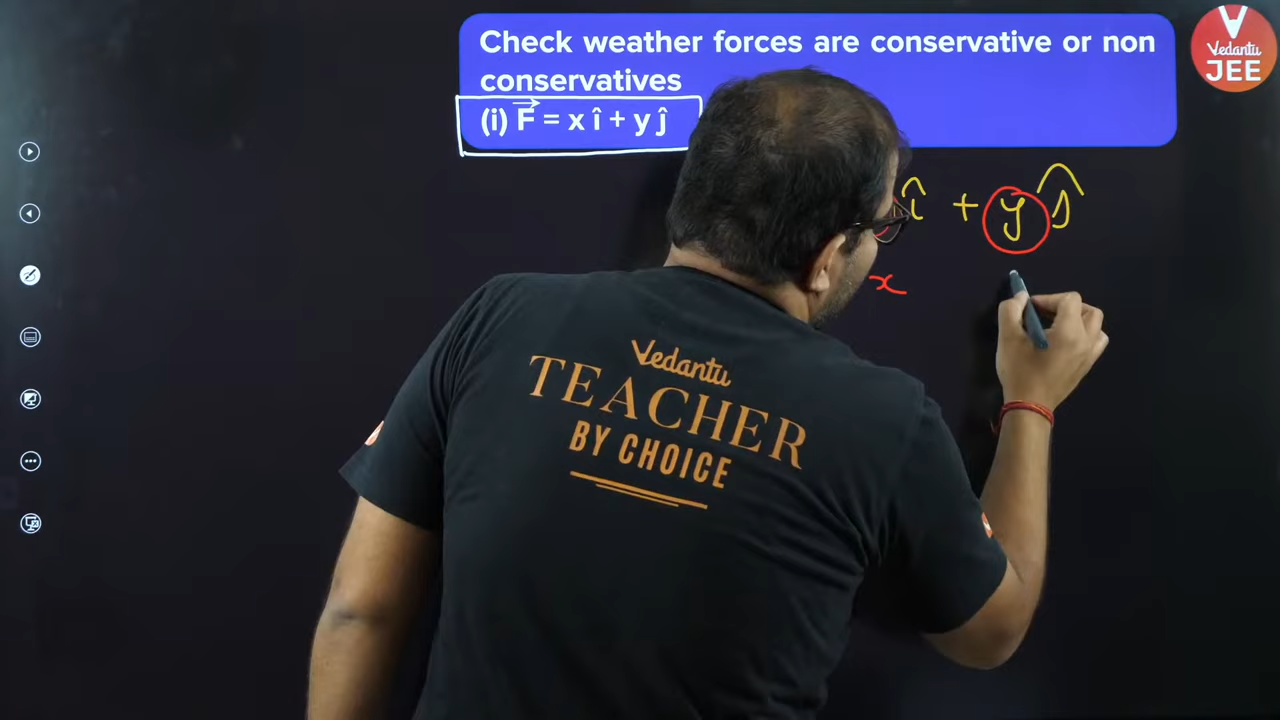 Check weather forces are conservative or non
conservatives
(i) F⃗ = x î + y ĵ
Vedantu
JEE
î + y ĵ
x
Vedantu
TEACHER
BY CHOICE